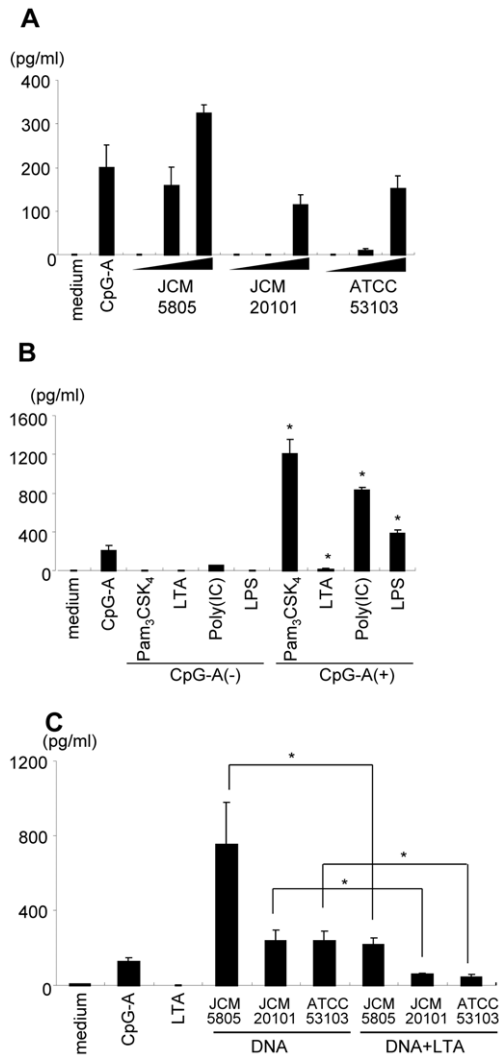 A
(pg/ml)
400
300
200
100
0
medium
CpG-A
JCM 5805
JCM 20101
ATCC 53103
B
(pg/ml)
1600
1200
800
400
0
* * * *
medium
CpG-A
Pam3CSK4
LTA
Poly(IC)
LPS
Pam3CSK4
LTA
Poly(IC)
LPS
CpG-A(-) CpG-A(+)
C
(pg/ml)
1200
800
400
0
* * *
medium
CpG-A
LTA
JCM JCM ATCC JCM JCM ATCC
5805 20101 53103 5805 20101 53103
DNA DNA+LTA